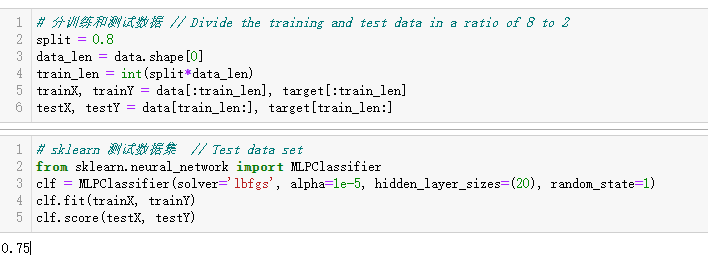 1 # 分训练和测试数据 // Divide the training and test data in a ratio of 8 to 2
2 split = 0.8
3 data_len = data.shape[0]
4 train_len = int(split*data_len)
5 trainX, trainY = data[:train_len], target[:train_len]
6 testX, testY = data[train_len:], target[train_len:]
1 # sklearn 测试数据集 // Test data set
2 from sklearn.neural_network import MLPClassifier
3 clf = MLPClassifier(solver='lbfgs', alpha=1e-5, hidden_layer_sizes=(20), random_state=1)
4 clf.fit(trainX, trainY)
5 clf.score(testX, testY)
0.75